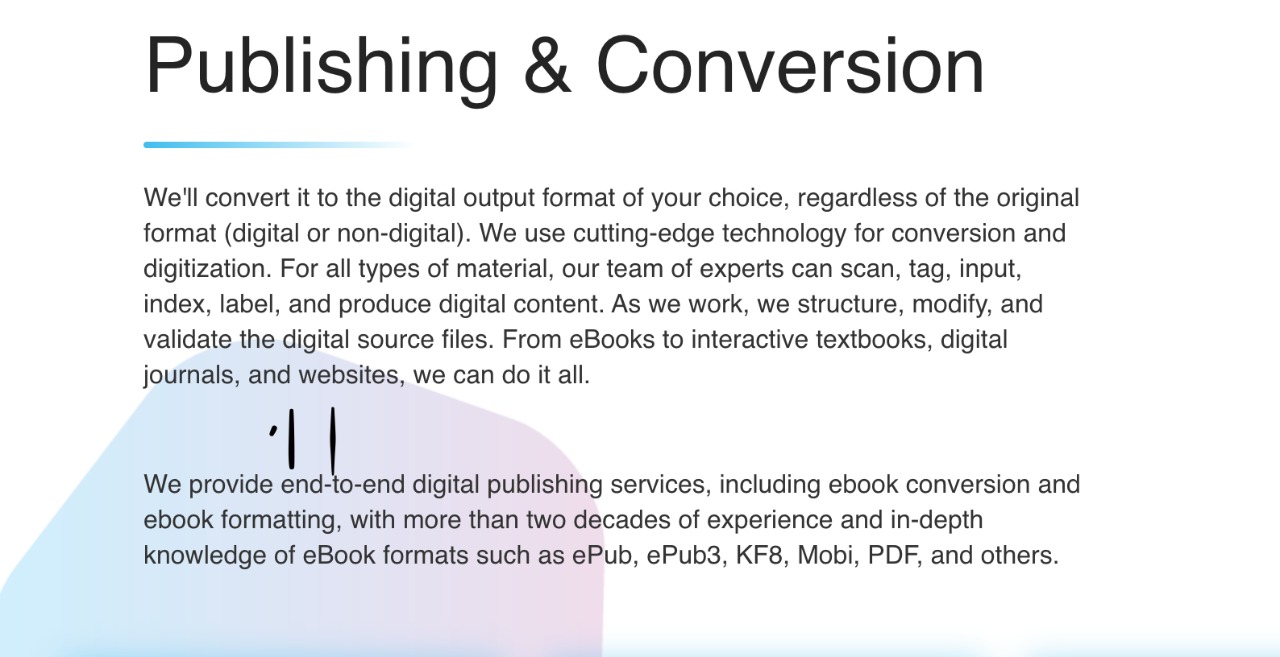 Publishing & Conversion
We'll convert it to the digital output format of your choice, regardless of the original
format (digital or non-digital). We use cutting-edge technology for conversion and
digitization. For all types of material, our team of experts can scan, tag, input,
index, label, and produce digital content. As we work, we structure, modify, and
validate the digital source files. From eBooks to interactive textbooks, digital
journals, and websites, we can do it all.
We provide end-to-end digital publishing services, including ebook conversion and
ebook formatting, with more than two decades of experience and in-depth
knowledge of eBook formats such as ePub, ePub3, KF8, Mobi, PDF, and others.